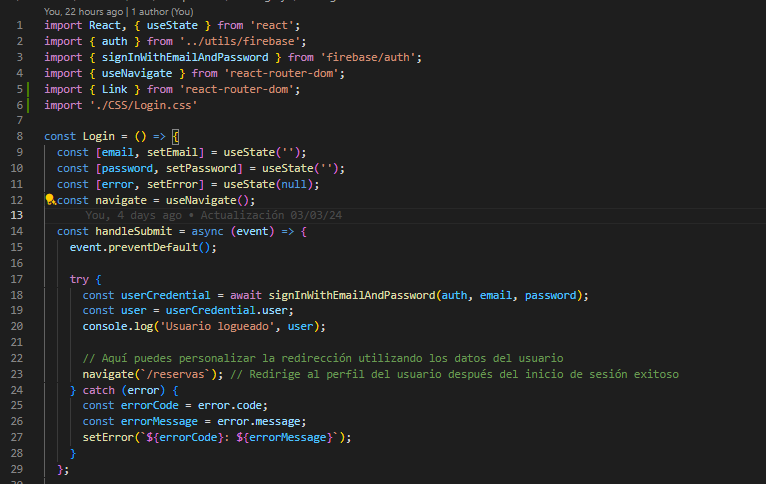 You, 22 hours ago | 1 author (You)
1 import React, { useState } from 'react';
2 import { auth } from '../utils/firebase';
3 import { signInWithEmailAndPassword } from 'firebase/auth';
4 import { useNavigate } from 'react-router-dom';
5 import { Link } from 'react-router-dom';
6 import './CSS/Login.css'
7
8 const Login = () => {
9 const [email, setEmail] = useState('');
10 const [password, setPassword] = useState('');
11 const [error, setError] = useState(null);
12 const navigate = useNavigate();
13 You, 4 days ago • Actualización 03/03/24
14 const handleSubmit = async (event) => {
15 event.preventDefault();
16
17 try {
18 const userCredential = await signInWithEmailAndPassword(auth, email, password);
19 const user = userCredential.user;
20 console.log('Usuario logueado', user);
21
22 // Aquí puedes personalizar la redirección utilizando los datos del usuario
23 navigate(`/reservas`); // Redirige al perfil del usuario después del inicio de sesión exitoso
24 } catch (error) {
25 const errorCode = error.code;
26 const errorMessage = error.message;
27 setError(`${errorCode}: ${errorMessage}`);
28 }
29 };